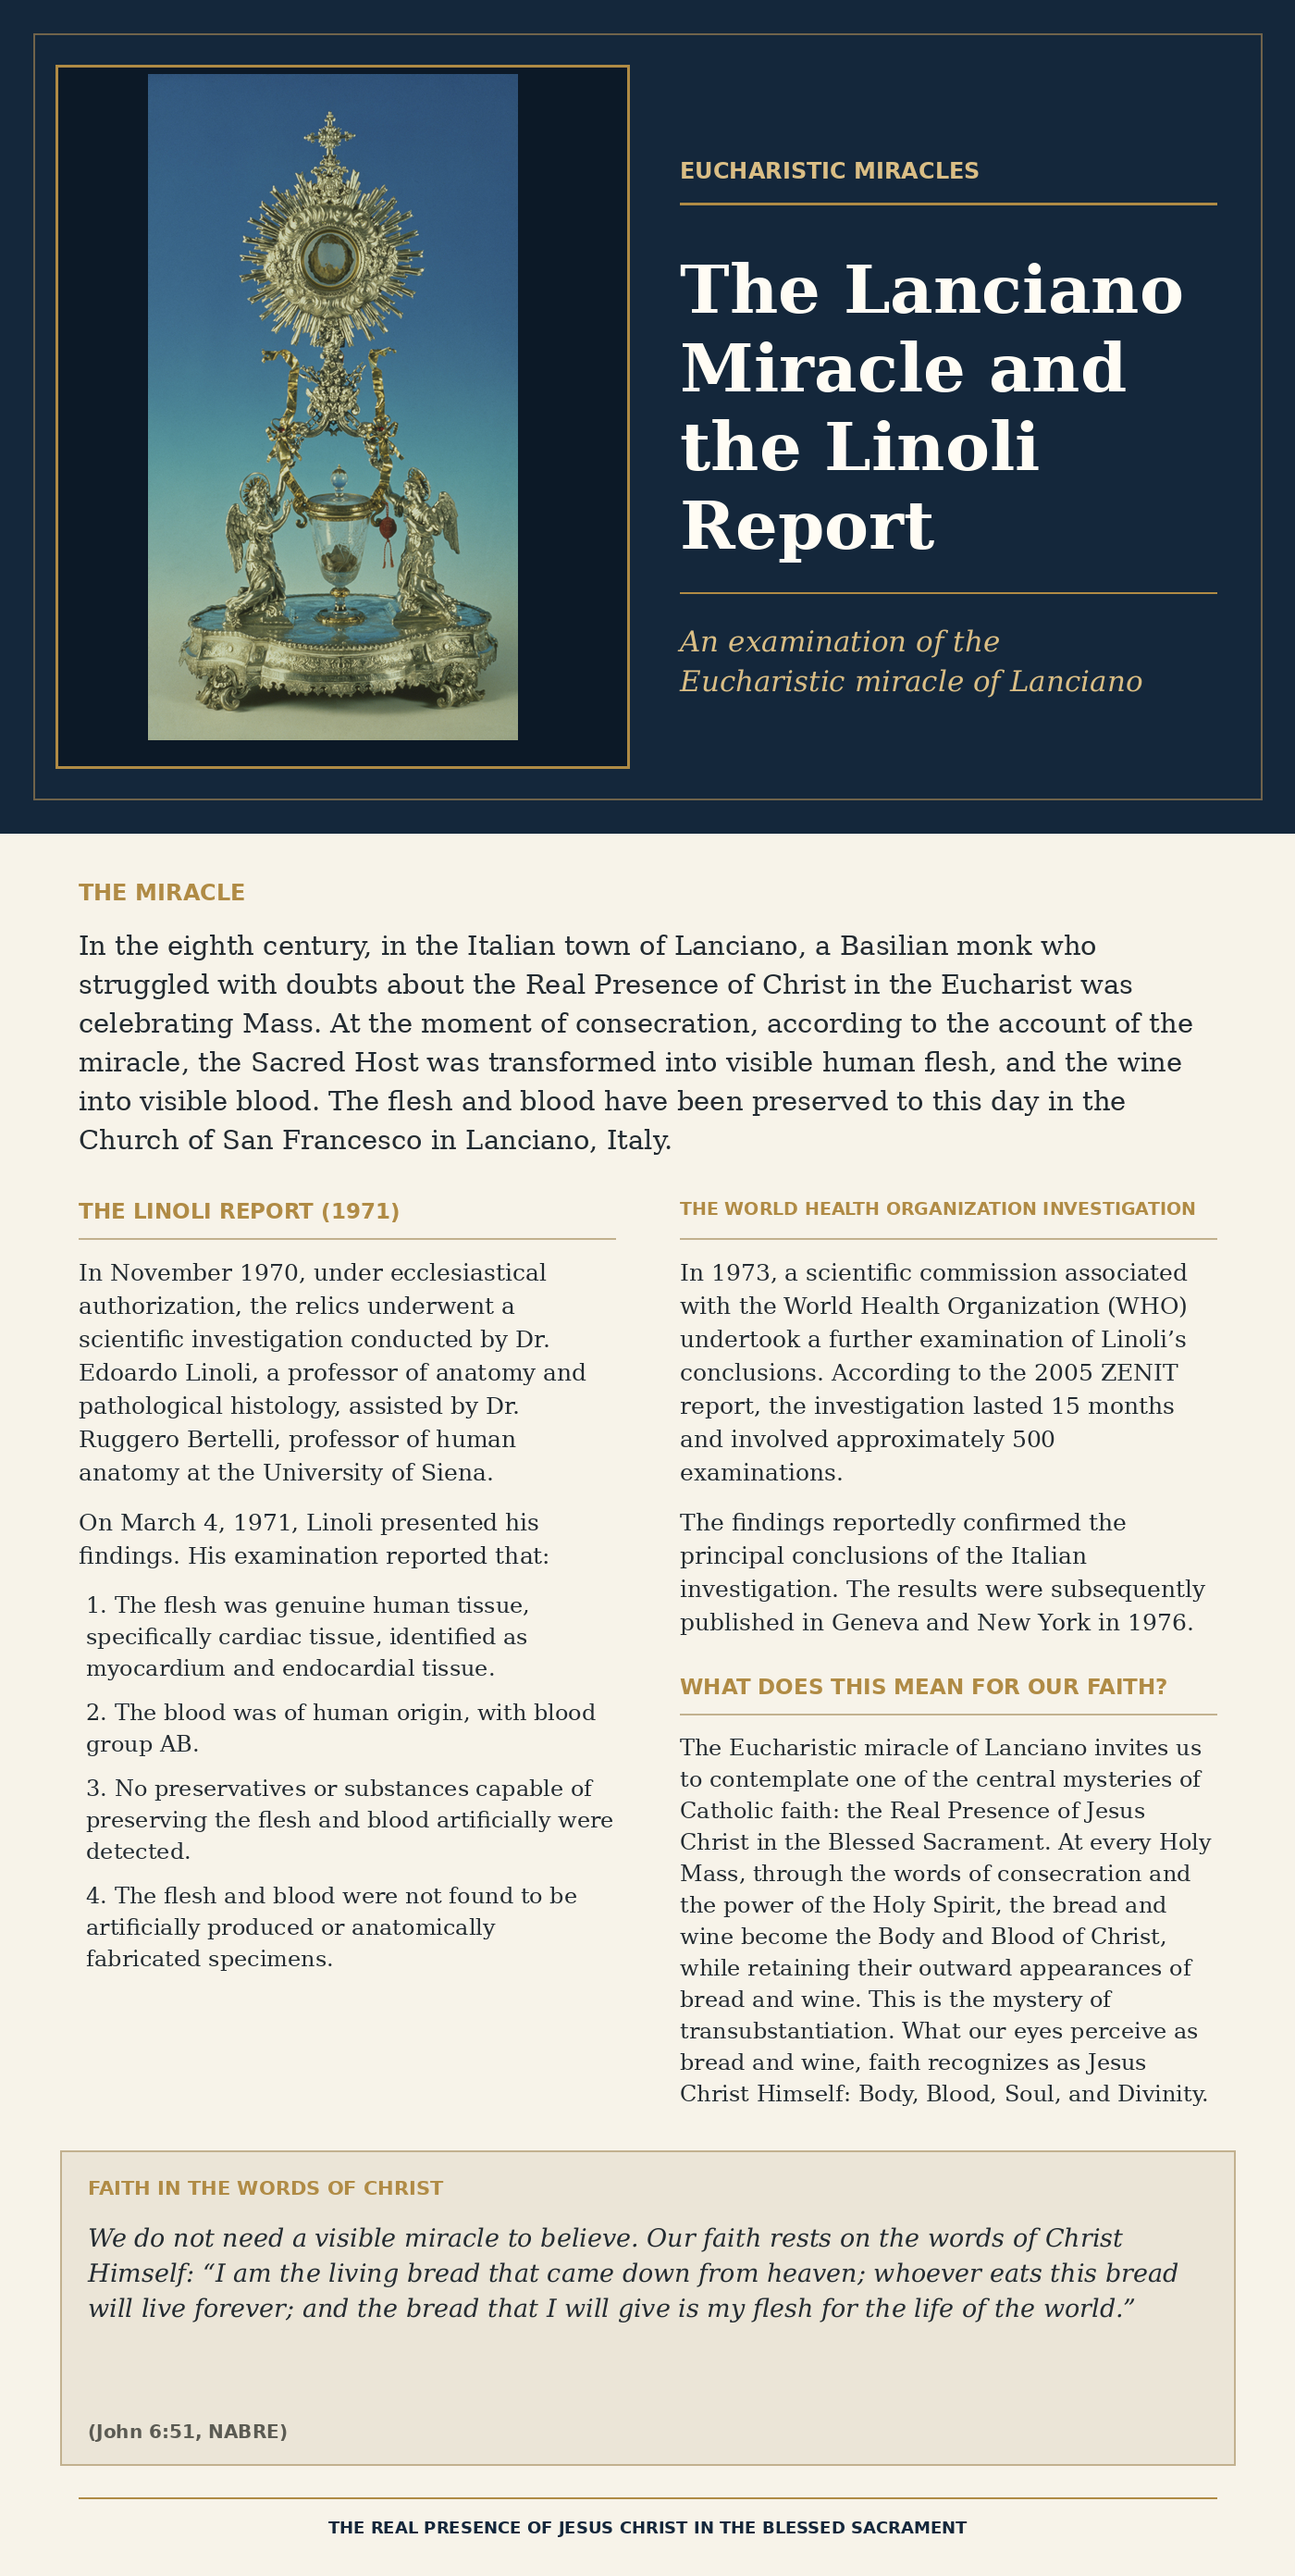 EUCHARISTIC MIRACLES
The Lanciano
Miracle and
the Linoli
Report
An examination of the
Eucharistic miracle of Lanciano
THE MIRACLE
In the eighth century, in the Italian town of Lanciano, a Basilian monk who
struggled with doubts about the Real Presence of Christ in the Eucharist was
celebrating Mass. At the moment of consecration, according to the account of the
miracle, the Sacred Host was transformed into visible human flesh, and the wine
into visible blood. The flesh and blood have been preserved to this day in the
Church of San Francesco in Lanciano, Italy.
THE LINOLI REPORT (1971)
In November 1970, under ecclesiastical
authorization, the relics underwent a
scientific investigation conducted by Dr.
Edoardo Linoli, a professor of anatomy and
pathological histology, assisted by Dr.
Ruggero Bertelli, professor of human
anatomy at the University of Siena.
On March 4, 1971, Linoli presented his
findings. His examination reported that:
1. The flesh was genuine human tissue,
specifically cardiac tissue, identified as
myocardium and endocardial tissue.
2. The blood was of human origin, with blood
group AB.
3. No preservatives or substances capable of
preserving the flesh and blood artificially were
detected.
4. The flesh and blood were not found to be
artificially produced or anatomically
fabricated specimens.
THE WORLD HEALTH ORGANIZATION INVESTIGATION
In 1973, a scientific commission associated
with the World Health Organization (WHO)
undertook a further examination of Linoli’s
conclusions. According to the 2005 ZENIT
report, the investigation lasted 15 months
and involved approximately 500
examinations.
The findings reportedly confirmed the
principal conclusions of the Italian
investigation. The results were subsequently
published in Geneva and New York in 1976.
WHAT DOES THIS MEAN FOR OUR FAITH?
The Eucharistic miracle of Lanciano invites us
to contemplate one of the central mysteries of
Catholic faith: the Real Presence of Jesus
Christ in the Blessed Sacrament. At every Holy
Mass, through the words of consecration and
the power of the Holy Spirit, the bread and
wine become the Body and Blood of Christ,
while retaining their outward appearances of
bread and wine. This is the mystery of
transubstantiation. What our eyes perceive as
bread and wine, faith recognizes as Jesus
Christ Himself: Body, Blood, Soul, and Divinity.
FAITH IN THE WORDS OF CHRIST
We do not need a visible miracle to believe. Our faith rests on the words of Christ
Himself: “I am the living bread that came down from heaven; whoever eats this bread
will live forever; and the bread that I will give is my flesh for the life of the world.”
(John 6:51, NABRE)
THE REAL PRESENCE OF JESUS CHRIST IN THE BLESSED SACRAMENT